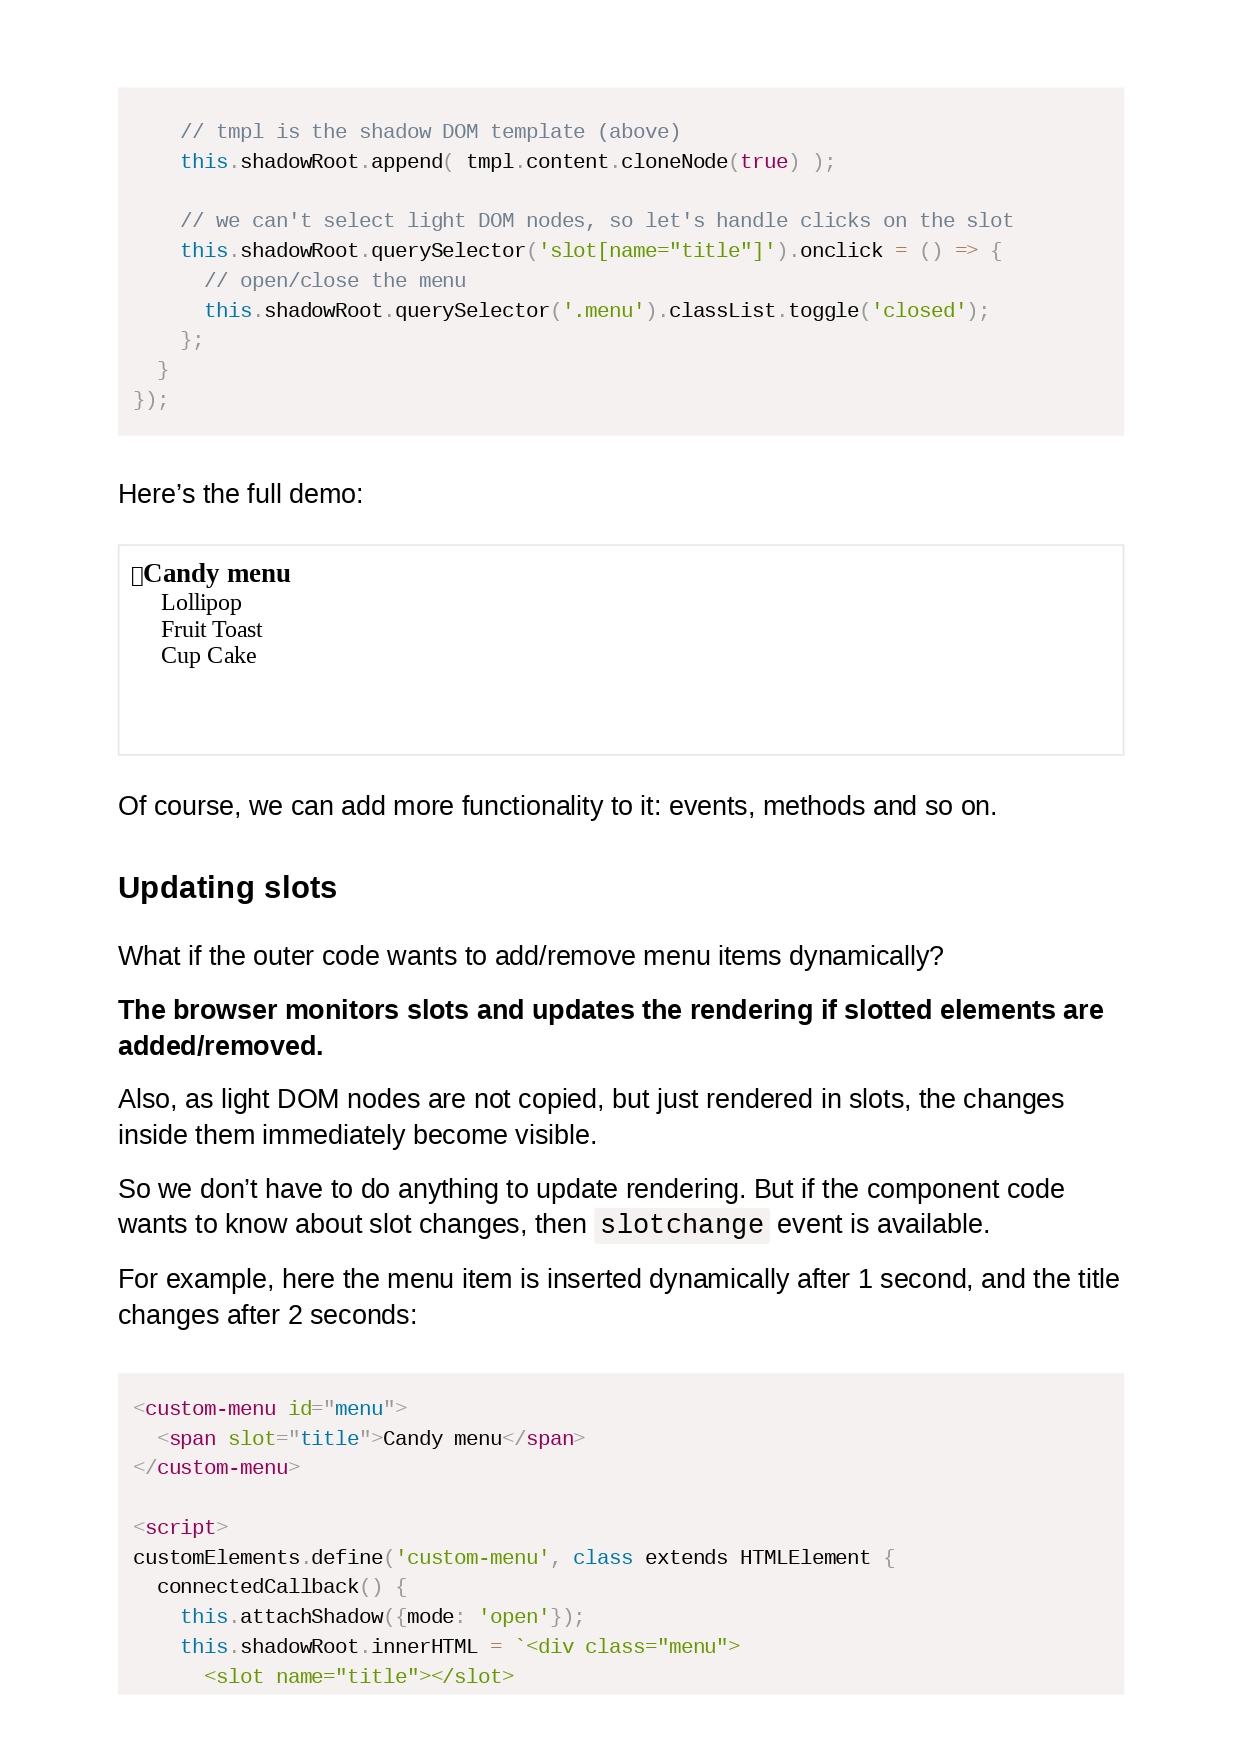 // tmpl is the shadow DOM template (above)
    this.shadowRoot.append( tmpl.content.cloneNode(true) );

    // we can't select light DOM nodes, so let's handle clicks on the slot
    this.shadowRoot.querySelector('slot[name="title"]').onclick = () => {
      // open/close the menu
      this.shadowRoot.querySelector('.menu').classList.toggle('closed');
    };
  }
});
Here’s the full demo:
Candy menu
Lollipop
Fruit Toast
Cup Cake
Of course, we can add more functionality to it: events, methods and so on.
Updating slots
What if the outer code wants to add/remove menu items dynamically?
The browser monitors slots and updates the rendering if slotted elements are
added/removed.
Also, as light DOM nodes are not copied, but just rendered in slots, the changes
inside them immediately become visible.
So we don’t have to do anything to update rendering. But if the component code
wants to know about slot changes, then slotchange event is available.
For example, here the menu item is inserted dynamically after 1 second, and the title
changes after 2 seconds:
<custom-menu id="menu">
  <span slot="title">Candy menu</span>
</custom-menu>

<script>
customElements.define('custom-menu', class extends HTMLElement {
  connectedCallback() {
    this.attachShadow({mode: 'open'});
    this.shadowRoot.innerHTML = `<div class="menu">
      <slot name="title"></slot>